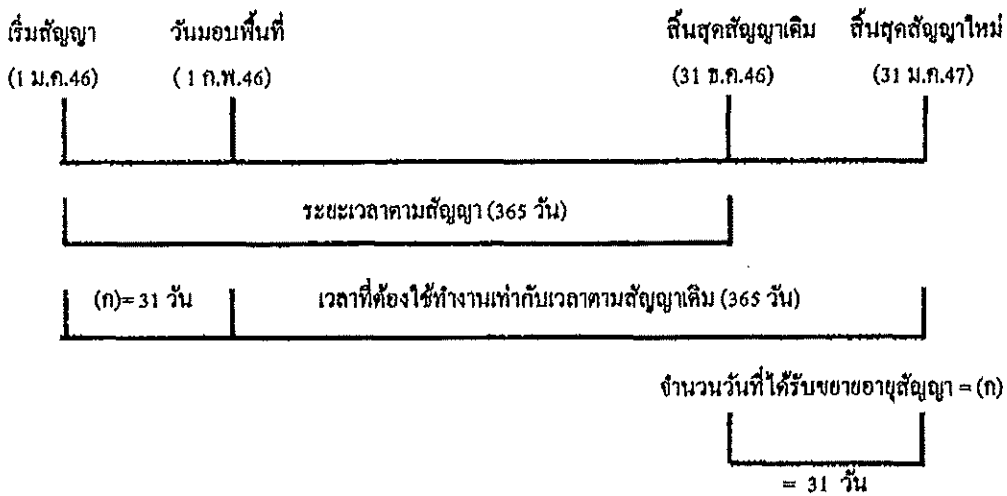 เริ่มสัญญา วันมอบพื้นที่ สิ้นสุดสัญญาเดิม สิ้นสุดสัญญาใหม่
(1 ม.ค.46) (1 ก.พ.46) (31 ธ.ค.46) (31 ม.ค.47)
ระยะเวลาตามสัญญา (365 วัน)
(ก)= 31 วัน เวลาที่ต้องใช้ทำงานเท่ากับเวลาตามสัญญาเดิม (365 วัน)
จำนวนวันที่ได้รับขยายอายุสัญญา = (ก)
= 31 วัน